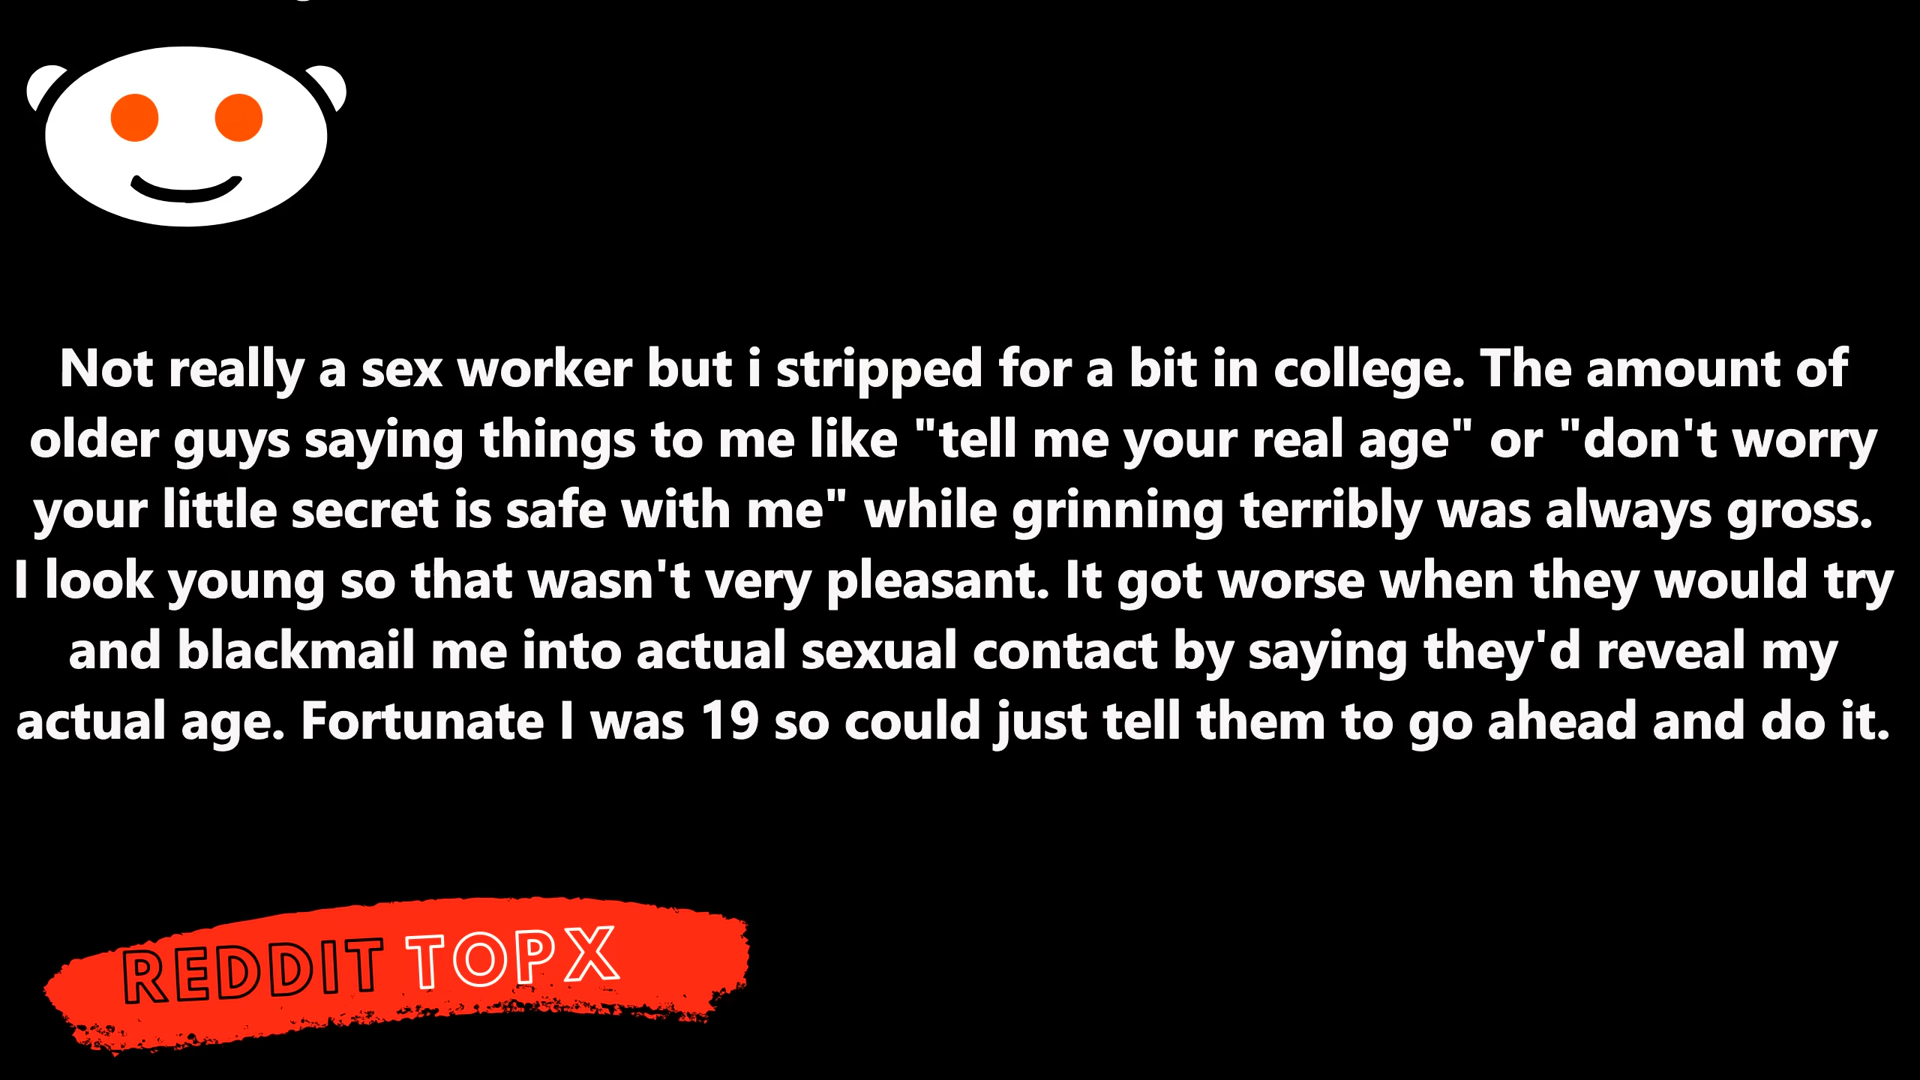 Not really a sex worker but i stripped for a bit in college. The amount of
older guys saying things to me like "tell me your real age" or "don't worry
your little secret is safe with me" while grinning terribly was always gross.
I look young so that wasn't very pleasant. It got worse when they would try
and blackmail me into actual sexual contact by saying they'd reveal my
actual age. Fortunate I was 19 so could just tell them to go ahead and do it.
REDDIT TOPX